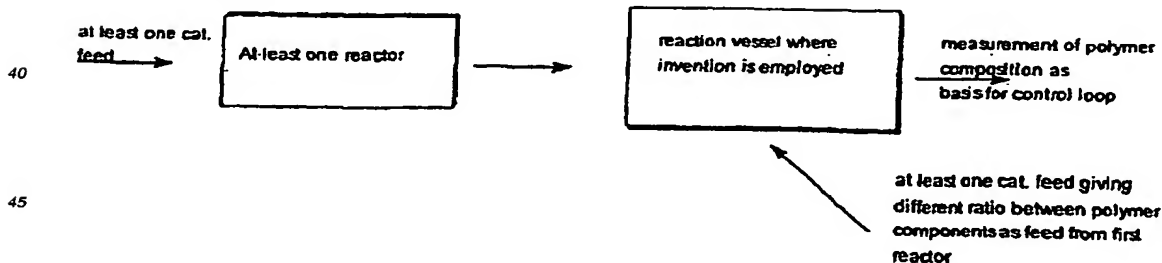 at least one cat.
feed
At least one reactor
reaction vessel where
invention is employed
measurement of polymer
composition as
basis for control loop
40
45
at least one cat. feed giving
different ratio between polymer
components as feed from first
reactor